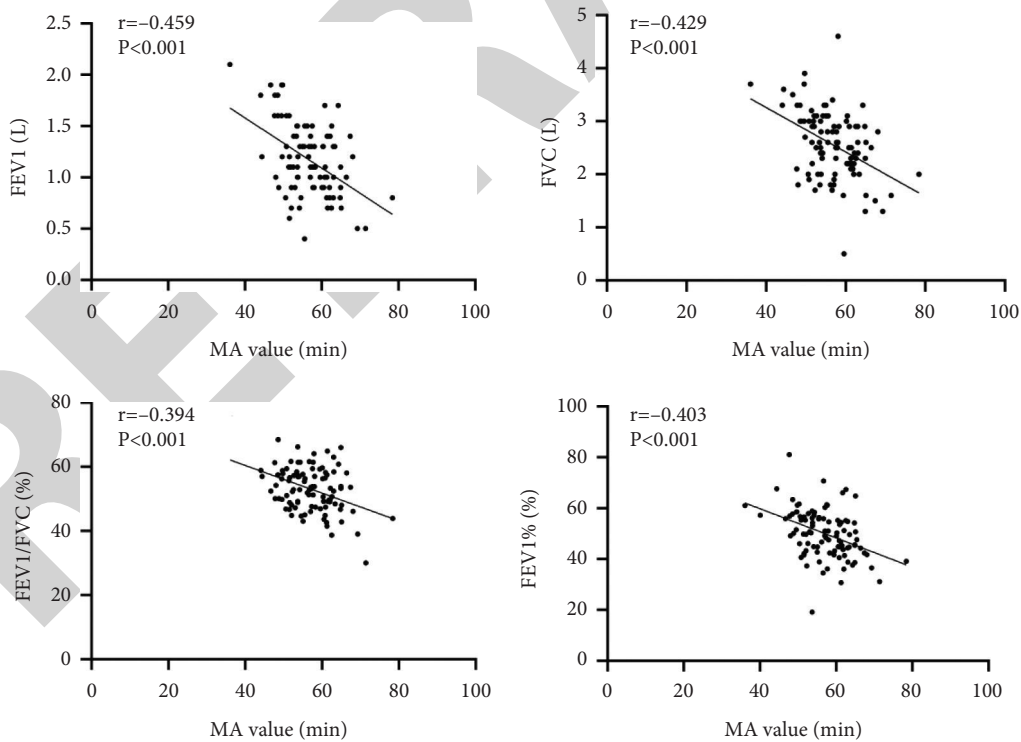 2.5
2.0
1.5
1.0
0.5
0.0
FEV1 (L)
r=–0.459
P<0.001
0 20 40 60 80 100
MA value (min)
5
4
3
2
1
0
FVC (L)
r=–0.429
P<0.001
0 20 40 60 80 100
MA value (min)
80
60
40
20
0
FEV1/FVC (%)
r=–0.394
P<0.001
0 20 40 60 80 100
MA value (min)
100
80
60
40
20
0
FEV1% (%)
r=–0.403
P<0.001
0 20 40 60 80 100
MA value (min)